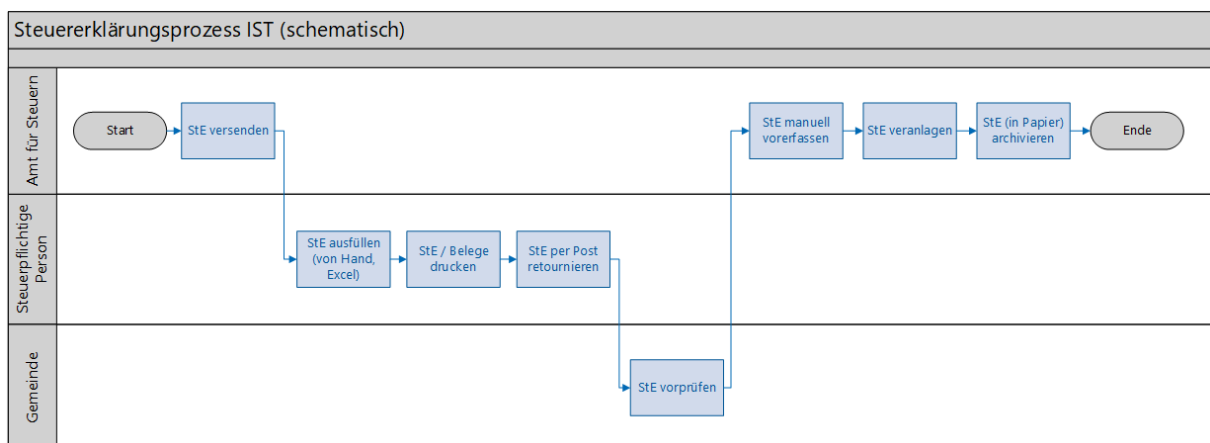 Steuererklärungsprozess IST (schematisch)
Amt für Steuern
Start
StE versenden
StE manuell
vorerfassen
StE veranlagen
StE (in Papier)
archivieren
Ende
Steuerpflichtige
Person
StE ausfüllen
(von Hand,
Excel)
StE / Belege
drucken
StE per Post
retournieren
Gemeinde
StE vorprüfen